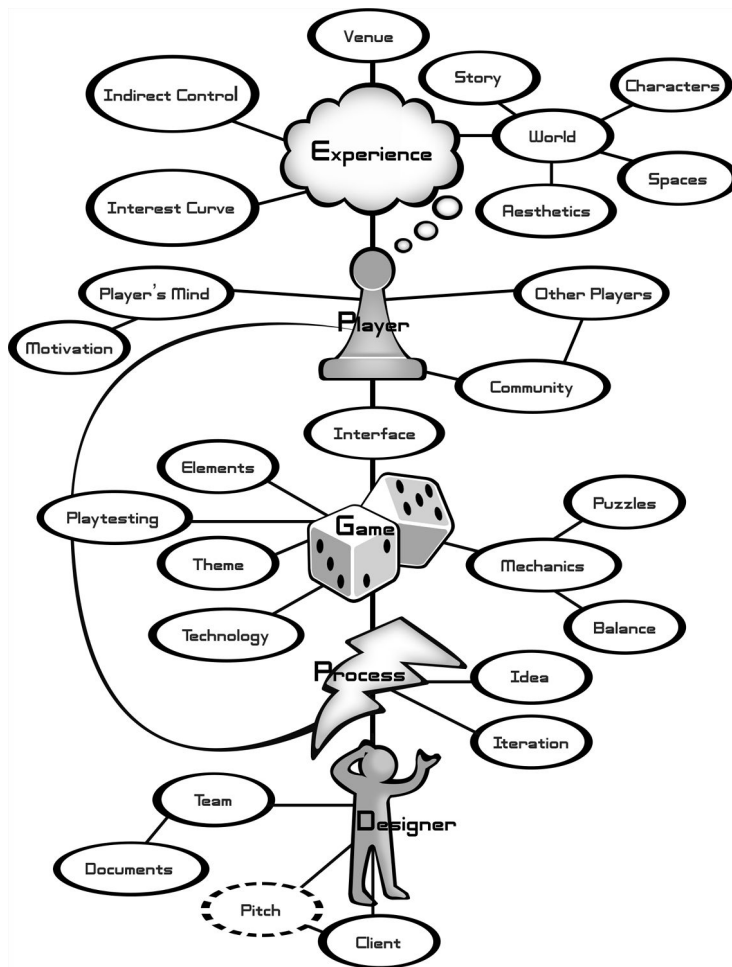 Venue
Story
Indirect Control
Characters
World
Experience
Spaces
Interest Curve
Aesthetics
Player's Mind
Other Players
Player
Motivation
Community
Interface
Elements
Puzzles
Playtesting
Game
Theme
Mechanics
Technology
Balance
Process
Idea
Iteration
Team
Designer
Documents
Pitch
Client